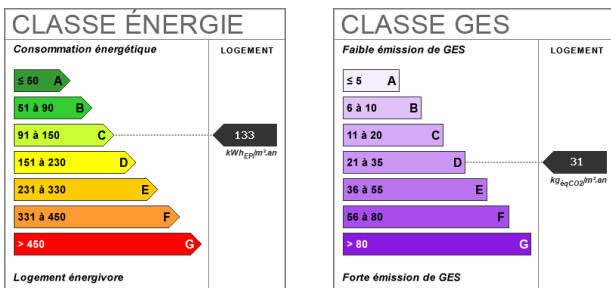 CLASSE ÉNERGIE
Consommation énergétique
LOGEMENT
≤ 50 A
51 à 90 B
91 à 150 C
133
kWhEP/m².an
151 à 230 D
231 à 330 E
331 à 450 F
> 450 G
Logement énergivore
CLASSE GES
Faible émission de GES
LOGEMENT
≤ 5 A
6 à 10 B
11 à 20 C
21 à 35 D
31
kgéqCO2/m².an
36 à 55 E
56 à 80 F
> 80 G
Forte émission de GES